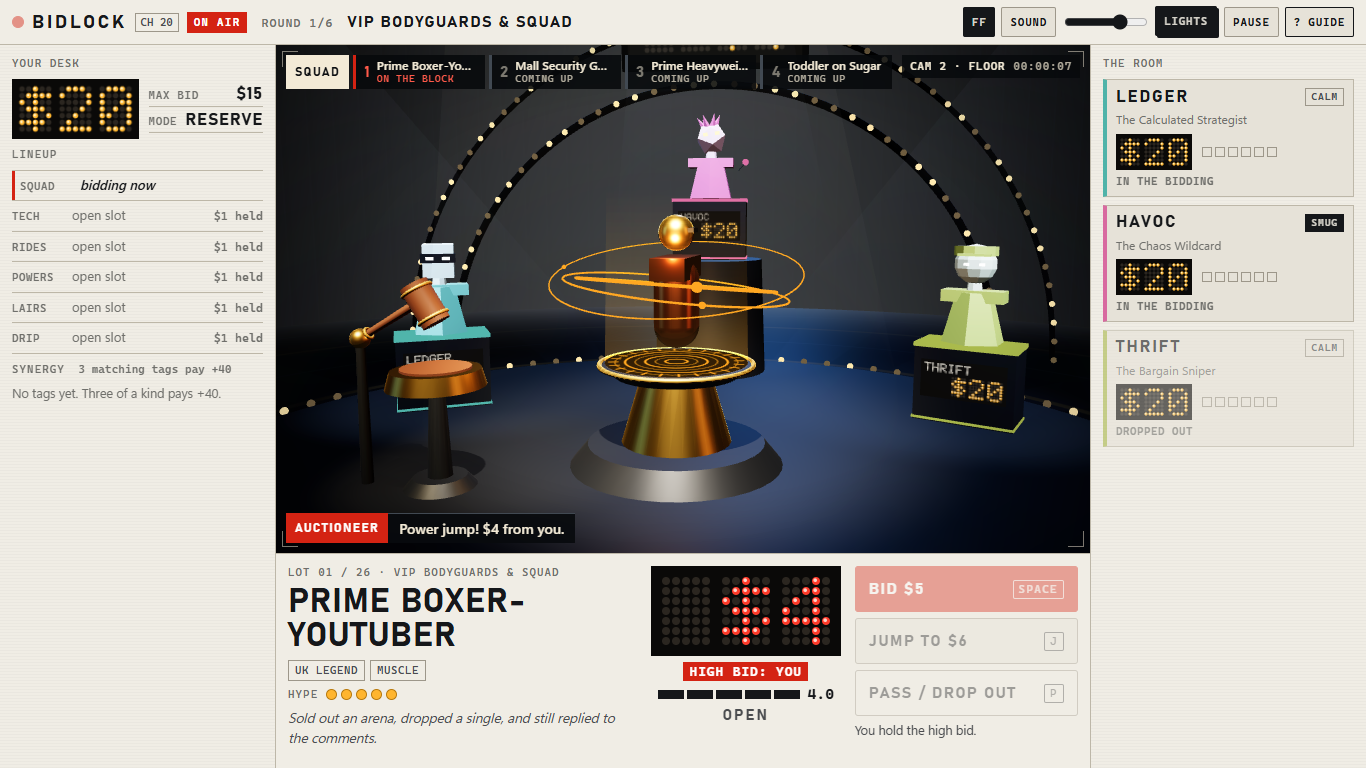 BIDLOCK CH 20 ON AIR ROUND 1/6 VIP BODYGUARDS & SQUAD FF SOUND LIGHTS PAUSE ? GUIDE
YOUR DESK
$20
MAX BID $15
MODE RESERVE
LINEUP
SQUAD bidding now
TECH open slot $1 held
RIDES open slot $1 held
POWERS open slot $1 held
LAIRS open slot $1 held
DRIP open slot $1 held
SYNERGY 3 matching tags pay +40
No tags yet. Three of a kind pays +40.
SQUAD
1 Prime Boxer-Yo...
ON THE BLOCK
2 Mall Security G...
COMING UP
3 Prime Heavywei...
COMING UP
4 Toddler on Sugar
COMING UP
CAM 2 · FLOOR 00:00:07
HAVOC
$20
LEDGER
THRIFT
$20
AUCTIONEER Power jump! $4 from you.
LOT 01 / 26 · VIP BODYGUARDS & SQUAD
PRIME BOXER-
YOUTUBER
UK LEGEND MUSCLE
HYPE
Sold out an arena, dropped a single, and still replied to
the comments.
$4
HIGH BID: YOU
4.0
OPEN
BID $5 SPACE
JUMP TO $6 J
PASS / DROP OUT P
You hold the high bid.
THE ROOM
LEDGER CALM
The Calculated Strategist
$20
IN THE BIDDING
HAVOC SMUG
The Chaos Wildcard
$20
IN THE BIDDING
THRIFT CALM
The Bargain Sniper
$20
DROPPED OUT